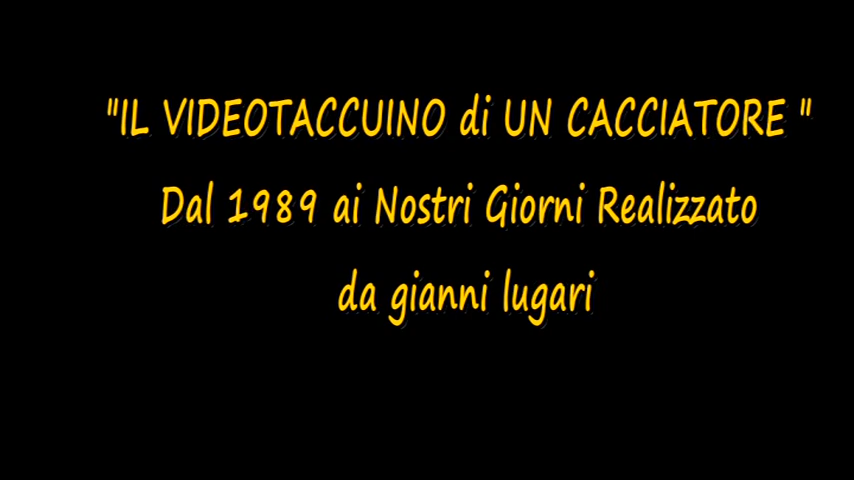 "IL VIDEOTACCUINO di UN CACCIATORE "
Dal 1989 ai Nostri Giorni Realizzato
da gianni lugari